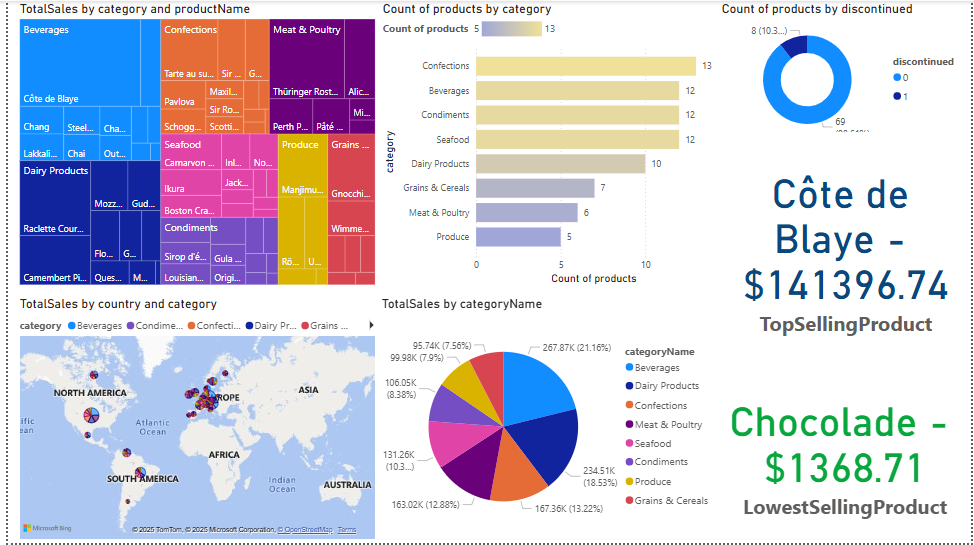 TotalSales by category and productName
Beverages
Côte de Blaye
Chang
Steel...
Cha...
Lakkali...
Chai
Out...
Dairy Products
Mozz...
Gud...
Raclette Cour...
Flo...
G...
Camembert Pi...
Ques...
M...
Confections
Tarte au su...
Sir ...
G...
Pavlova
Maxil...
Sir Ro...
Schogg...
Scotti...
Meat & Poultry
Thüringer Rost...
Alic...
Mi...
Perth P...
Pâté ...
Seafood
Carnarvon ...
Inl...
No...
Ikura
Jack...
Boston Cra...
Condiments
Sirop d'é...
Gula ...
Louisian...
Origi...
Produce
Manjimu...
Rö...
U...
Grains ...
Gnocchi...
Wimme...
Count of products by category
Count of products 5 13
category
Confections 13
Beverages 12
Condiments 12
Seafood 12
Dairy Products 10
Grains & Cereals 7
Meat & Poultry 6
Produce 5
0 5 10
Count of products
Count of products by discontinued
8 (10.3...)
69
discontinued
0
1
Côte de
Blaye -
$141396.74
TopSellingProduct
TotalSales by country and category
category Beverages Condime... Confecti... Dairy Pr... Grains ...
NORTH AMERICA
ROPE
ASIA
ific
ean
Atlantic
Ocean
AFRICA
SOUTH AMERICA
Indian
Ocean
AUSTRALIA
Microsoft Bing
© 2025 TomTom, © 2025 Microsoft Corporation, © OpenStreetMap Terms
TotalSales by categoryName
267.87K (21.16%)
234.51K
(18.53%)
167.36K (13.22%)
163.02K (12.88%)
131.26K
(10.3...)
106.05K
(8.38%)
99.98K (7.9%)
95.74K (7.56%)
categoryName
Beverages
Dairy Products
Confections
Meat & Poultry
Seafood
Condiments
Produce
Grains & Cereals
Chocolade -
$1368.71
LowestSellingProduct